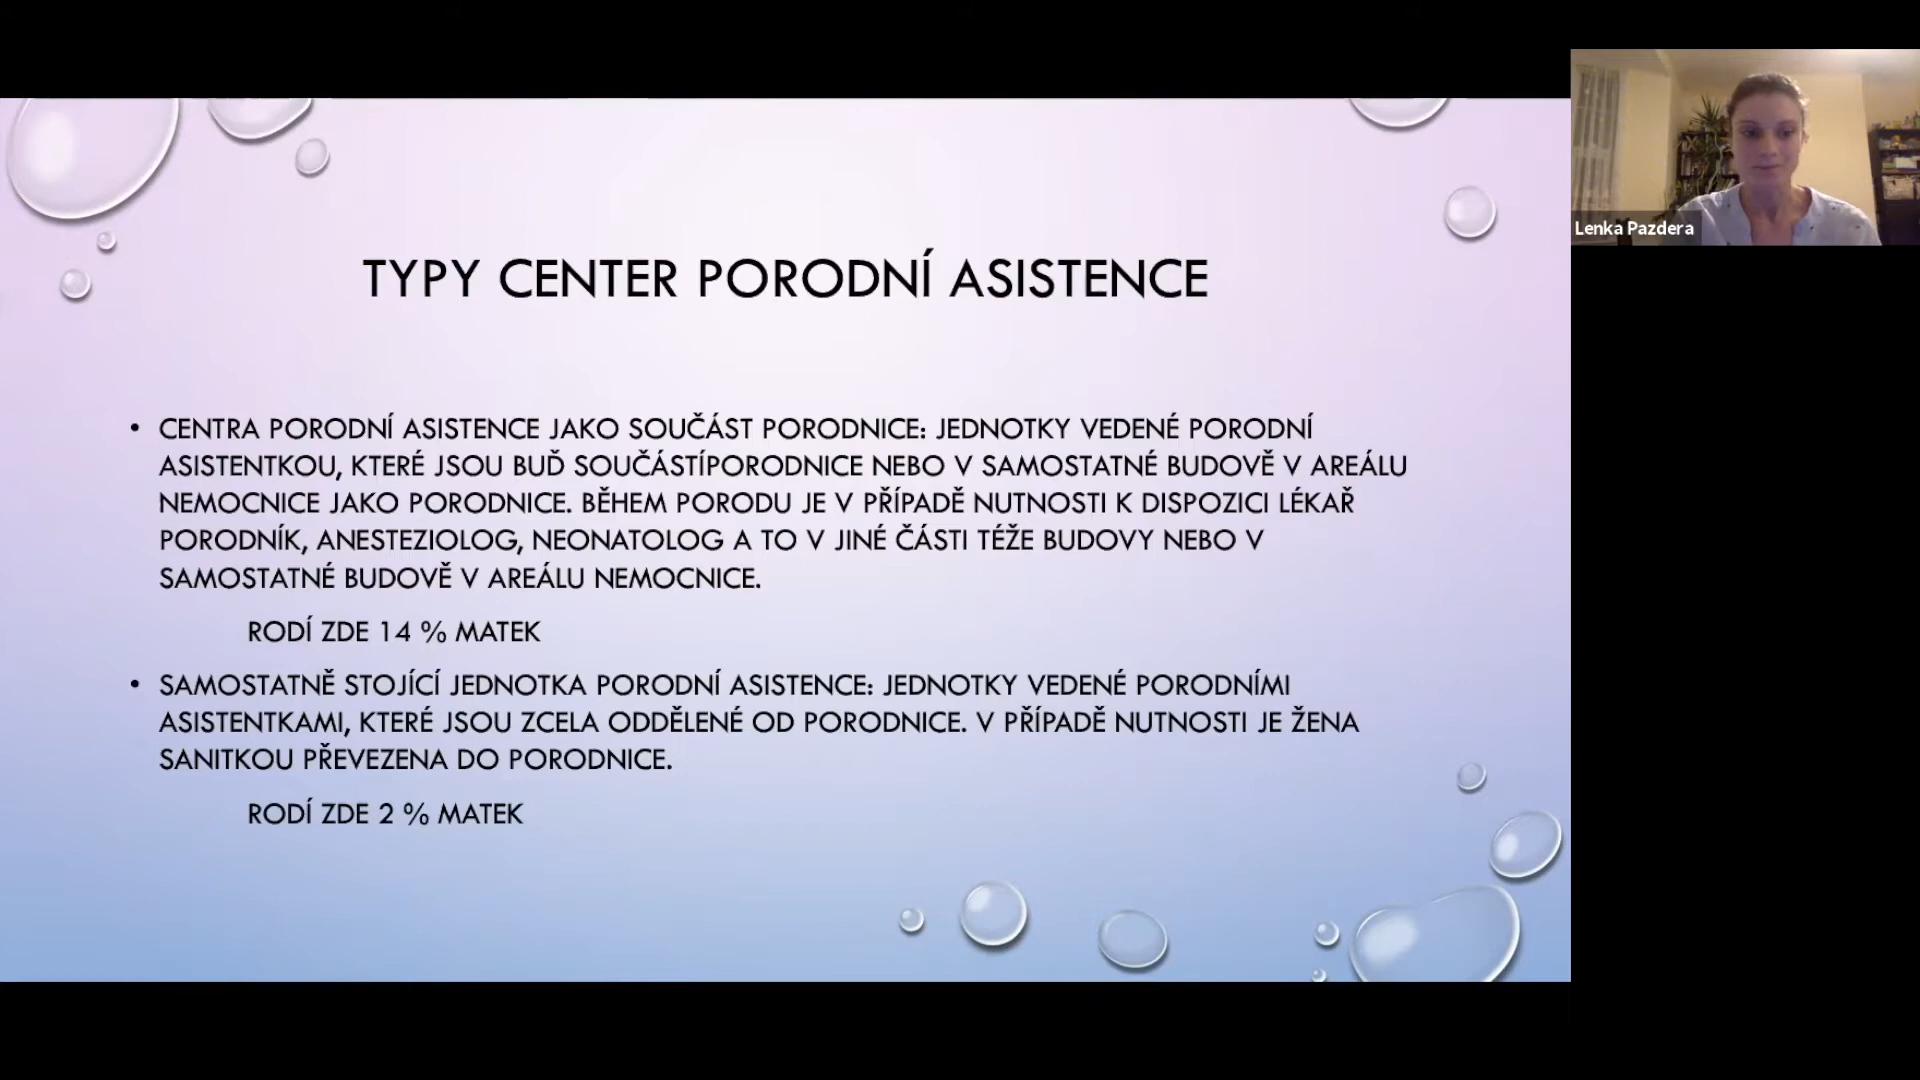 TYPY CENTER PORODNÍ ASISTENCE
• CENTRA PORODNÍ ASISTENCE JAKO SOUČÁST PORODNICE: JEDNOTKY VEDENÉ PORODNÍ
ASISTENTKOU, KTERÉ JSOU BUĎ SOUČÁSTÍPORODNICE NEBO V SAMOSTATNÉ BUDOVĚ V AREÁLU
NEMOCNICE JAKO PORODNICE. BĚHEM PORODU JE V PŘÍPADĚ NUTNOSTI K DISPOZICI LÉKAŘ
PORODNÍK, ANESTEZIOLOG, NEONATOLOG A TO V JINÉ ČÁSTI TÉŽE BUDOVY NEBO V
SAMOSTATNÉ BUDOVĚ V AREÁLU NEMOCNICE.
RODÍ ZDE 14 % MATEK
• SAMOSTATNĚ STOJÍCÍ JEDNOTKA PORODNÍ ASISTENCE: JEDNOTKY VEDENÉ PORODNÍMI
ASISTENTKAMI, KTERÉ JSOU ZCELA ODDĚLENÉ OD PORODNICE. V PŘÍPADĚ NUTNOSTI JE ŽENA
SANITKOU PŘEVEZENA DO PORODNICE.
RODÍ ZDE 2 % MATEK
Lenka Pazdera